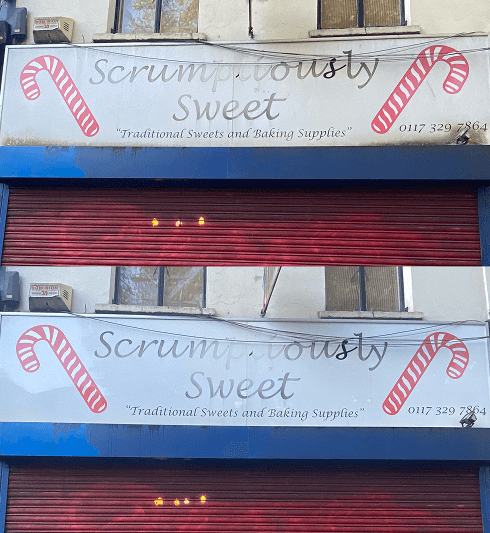 Scrumptiously
Sweet
"Traditional Sweets and Baking Supplies"
0117 329 7864
Scrumptiously
Sweet
"Traditional Sweets and Baking Supplies"
0117 329 7864